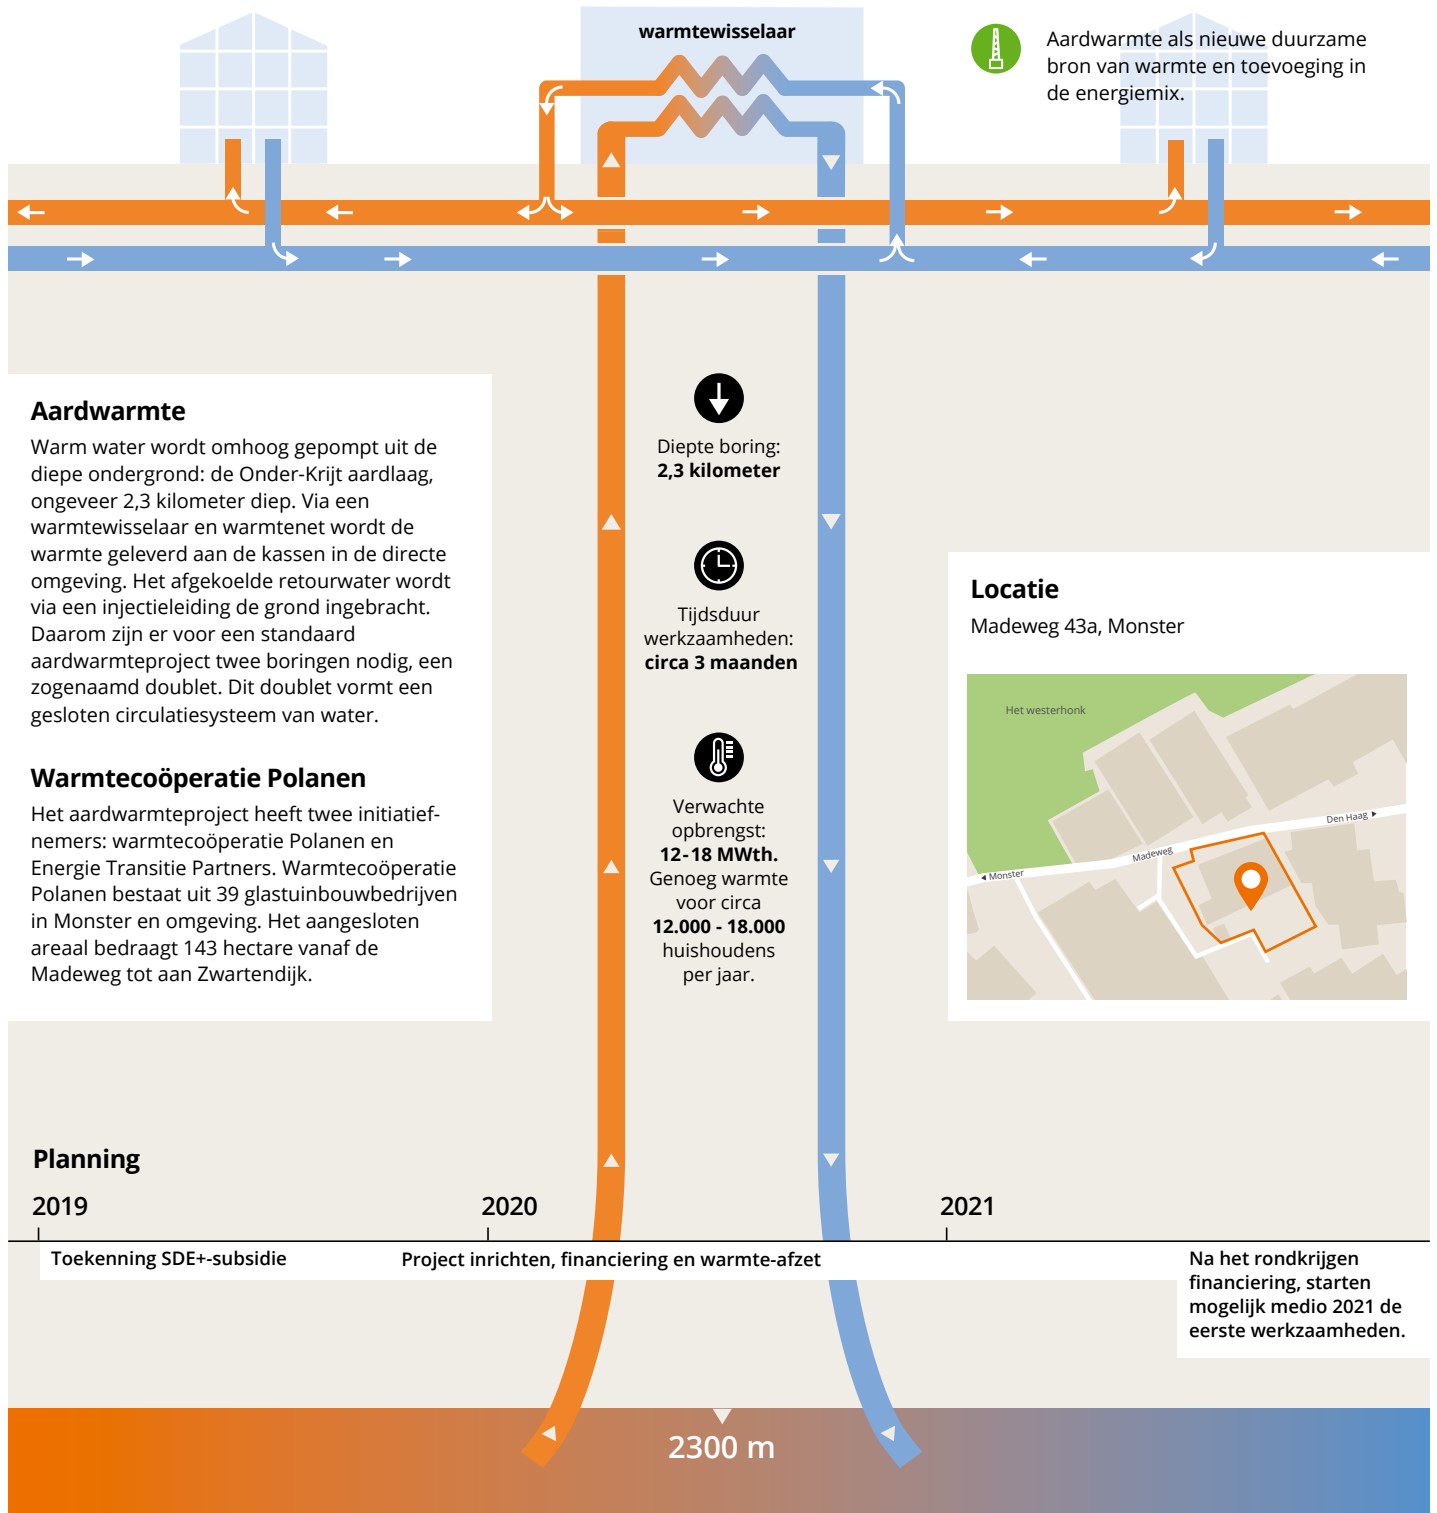 warmtewisselaar
Aardwarmte als nieuwe duurzame
bron van warmte en toevoeging in
de energiemix.
Aardwarmte
Warm water wordt omhoog gepompt uit de
diepe ondergrond: de Onder-Krijt aardlaag,
ongeveer 2,3 kilometer diep. Via een
warmtewisselaar en warmtenet wordt de
warmte geleverd aan de kassen in de directe
omgeving. Het afgekoelde retourwater wordt
via een injectieleiding de grond ingebracht.
Daarom zijn er voor een standaard
aardwarmteproject twee boringen nodig, een
zogenaamd doublet. Dit doublet vormt een
gesloten circulatiesysteem van water.
Warmtecoöperatie Polanen
Het aardwarmteproject heeft twee initiatief-
nemers: warmtecoöperatie Polanen en
Energie Transitie Partners. Warmtecoöperatie
Polanen bestaat uit 39 glastuinbouwbedrijven
in Monster en omgeving. Het aangesloten
areaal bedraagt 143 hectare vanaf de
Madeweg tot aan Zwartendijk.
Diepte boring:
2,3 kilometer
Tijdsduur
werkzaamheden:
circa 3 maanden
Verwachte
opbrengst:
12-18 MWth.
Genoeg warmte
voor circa
12.000 - 18.000
huishoudens
per jaar.
Locatie
Madeweg 43a, Monster
Het westerhonk
Den Haag
Madeweg
Monster
Planning
2019
2020
2021
Toekenning SDE+-subsidie
Project inrichten, financiering en warmte-afzet
Na het rondkrijgen
financiering, starten
mogelijk medio 2021 de
eerste werkzaamheden.
2300 m